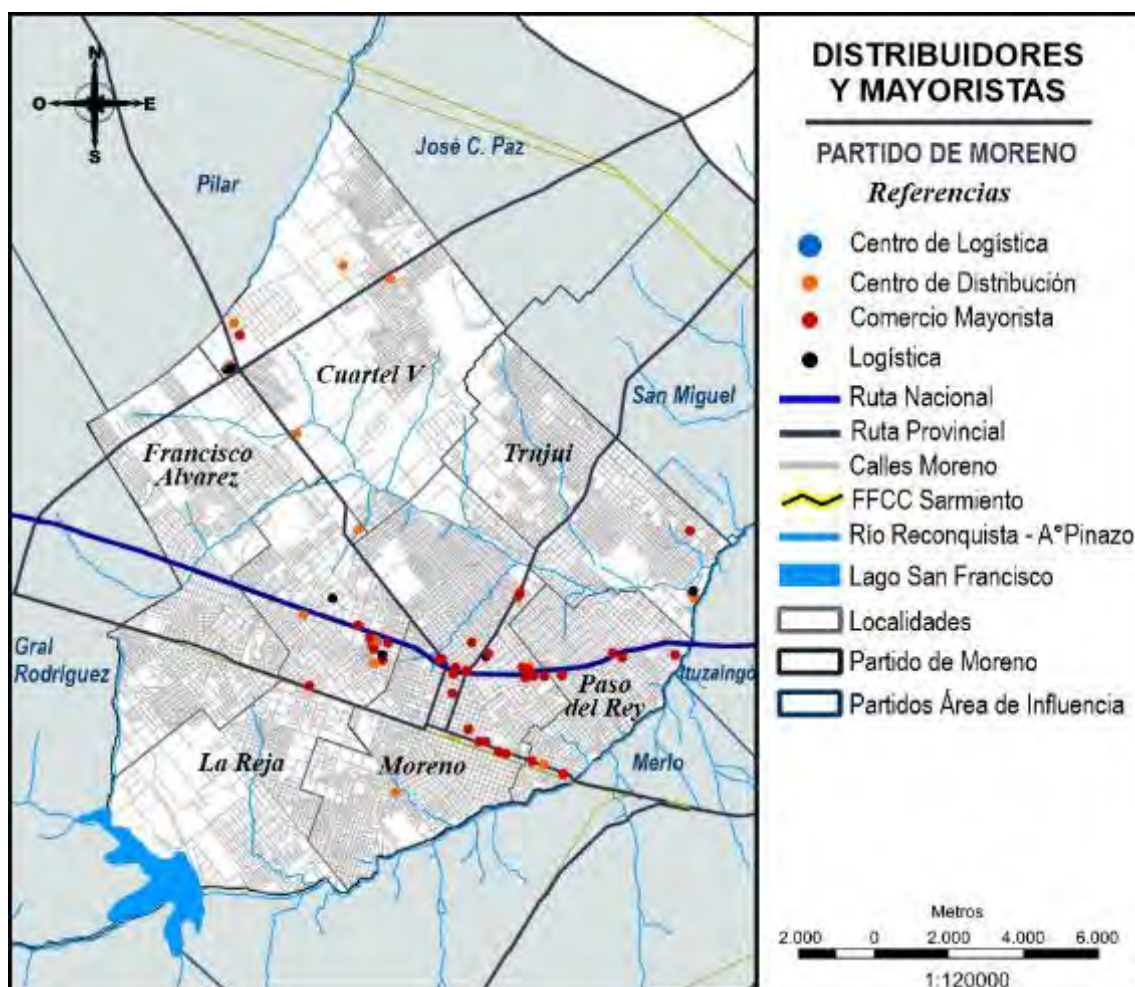 N
O E
S
Pilar
José C. Paz
Cuartel V
San Miguel
Francisco
Alvarez
Trujui
Gral
Rodríguez
Paso
del Rey
Ituzaingo
La Reja
Moreno
Merlo
DISTRIBUIDORES
Y MAYORISTAS
PARTIDO DE MORENO
Referencias
Centro de Logística
Centro de Distribución
Comercio Mayorista
Logística
Ruta Nacional
Ruta Provincial
Calles Moreno
FFCC Sarmiento
Río Reconquista - A°Pinazo
Lago San Francisco
Localidades
Partido de Moreno
Partidos Área de Influencia
Metros
2.000 0 2.000 4.000 6.000
1:120000